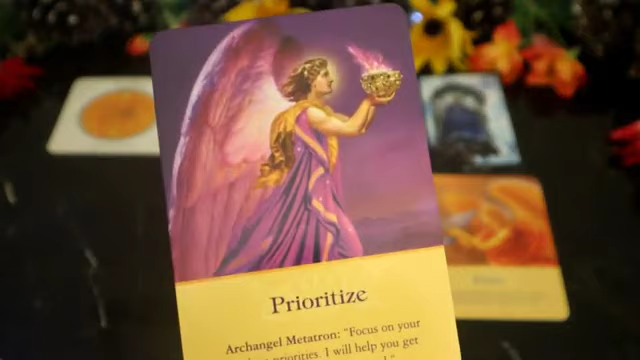 Prioritize
Archangel Metatron: "Focus on your
priorities. I will help you get